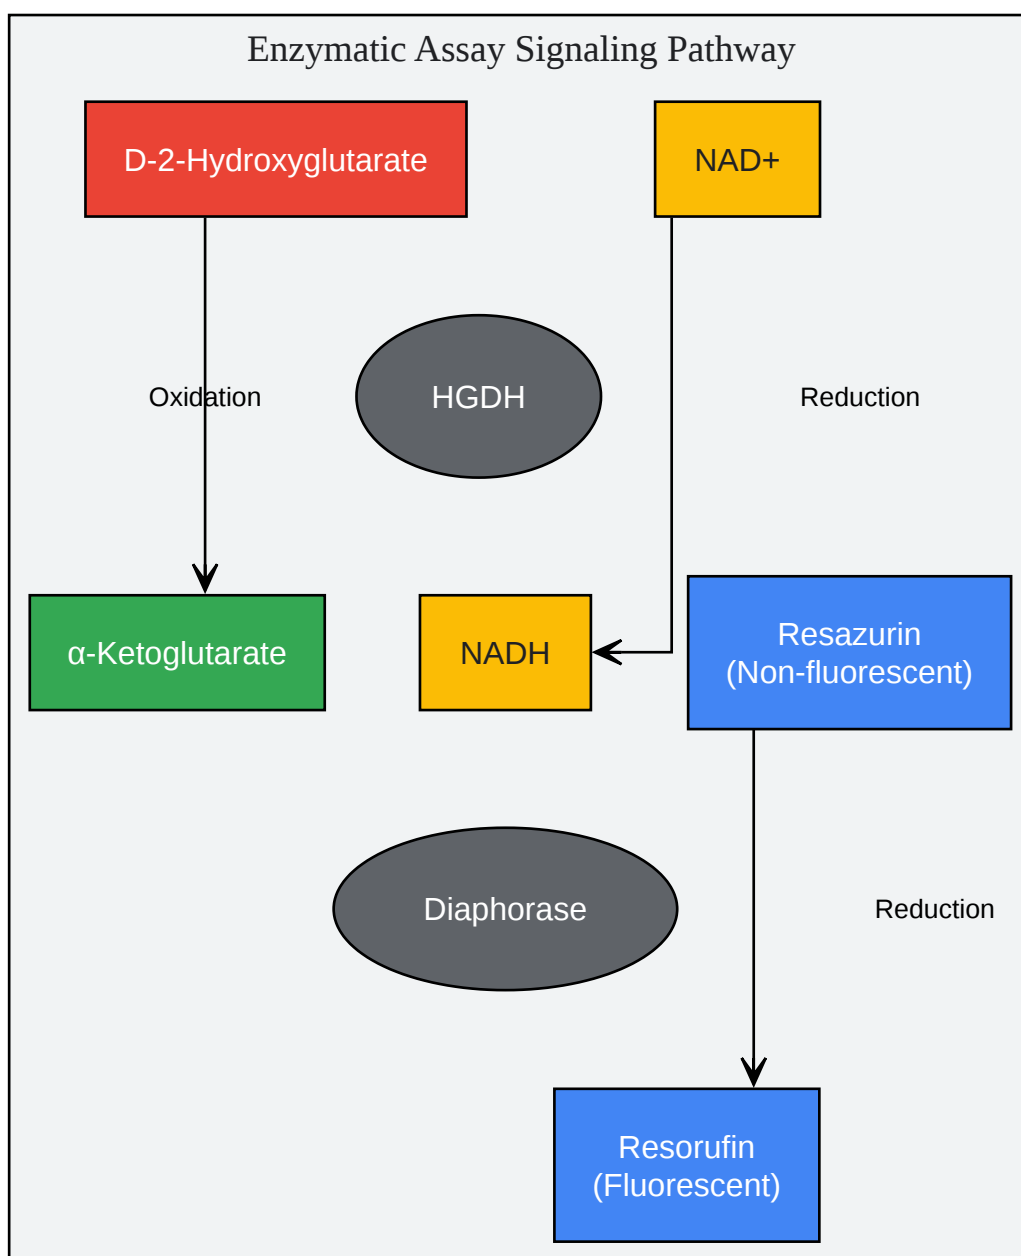 Enzymatic Assay Signaling Pathway
D-2-Hydroxyglutarate
NAD+
Oxidation
HGDH
Reduction
α-Ketoglutarate
NADH
Resazurin
(Non-fluorescent)
Diaphorase
Reduction
Resorufin
(Fluorescent)